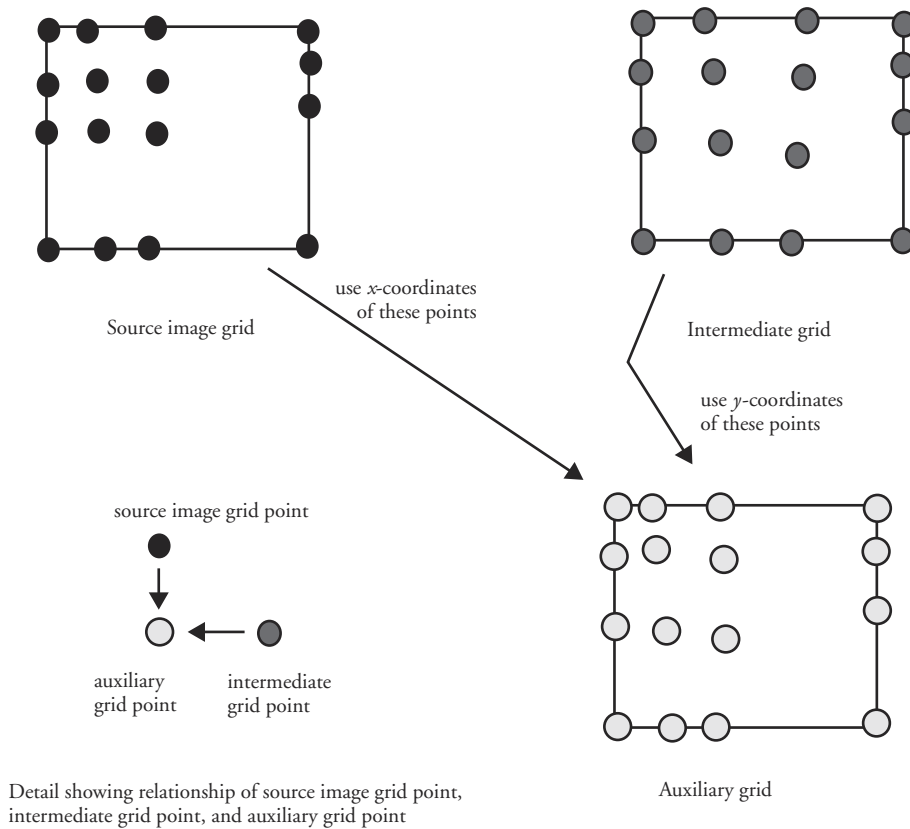 use x-coordinates
of these points
Source image grid
Intermediate grid
use y-coordinates
of these points
source image grid point
auxiliary
grid point
intermediate
grid point
Auxiliary grid
Detail showing relationship of source image grid point,
intermediate grid point, and auxiliary grid point